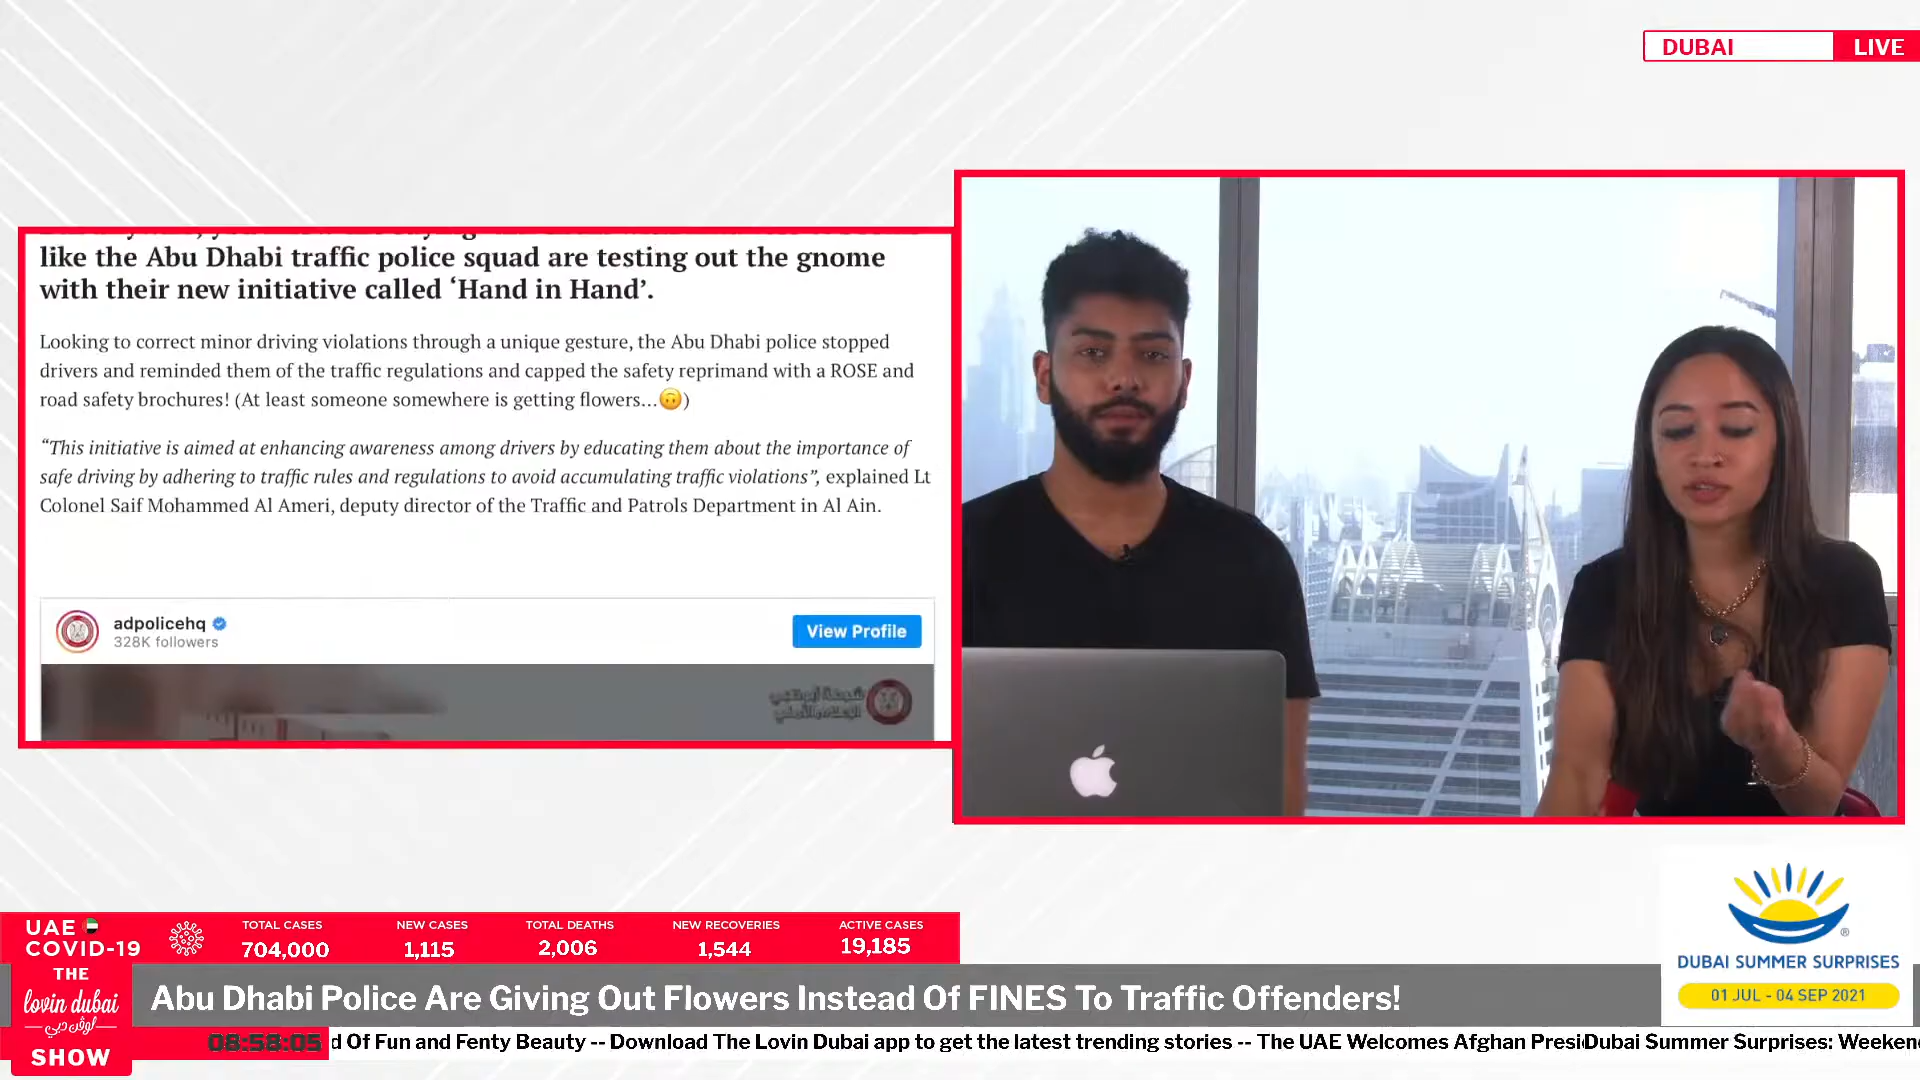 DUBAI LIVE
like the Abu Dhabi traffic police squad are testing out the gnome
with their new initiative called ‘Hand in Hand’.
Looking to correct minor driving violations through a unique gesture, the Abu Dhabi police stopped
drivers and reminded them of the traffic regulations and capped the safety reprimand with a ROSE and
road safety brochures! (At least someone somewhere is getting flowers...🙃)
“This initiative is aimed at enhancing awareness among drivers by educating them about the importance of
safe driving by adhering to traffic rules and regulations to avoid accumulating traffic violations”, explained Lt
Colonel Saif Mohammed Al Ameri, deputy director of the Traffic and Patrols Department in Al Ain.
adpolicehq
328K followers
View Profile
شرطة أبوظبي
UAE
COVID-19
TOTAL CASES
704,000
NEW CASES
1,115
TOTAL DEATHS
2,006
NEW RECOVERIES
1,544
ACTIVE CASES
19,185
THE
lovin dubai
لوڤن دبي
SHOW
Abu Dhabi Police Are Giving Out Flowers Instead Of FINES To Traffic Offenders!
DUBAI SUMMER SURPRISES
®
01 JUL - 04 SEP 2021
08:58:05
d Of Fun and Fenty Beauty -- Download The Lovin Dubai app to get the latest trending stories -- The UAE Welcomes Afghan Presi
Dubai Summer Surprises: Weeken